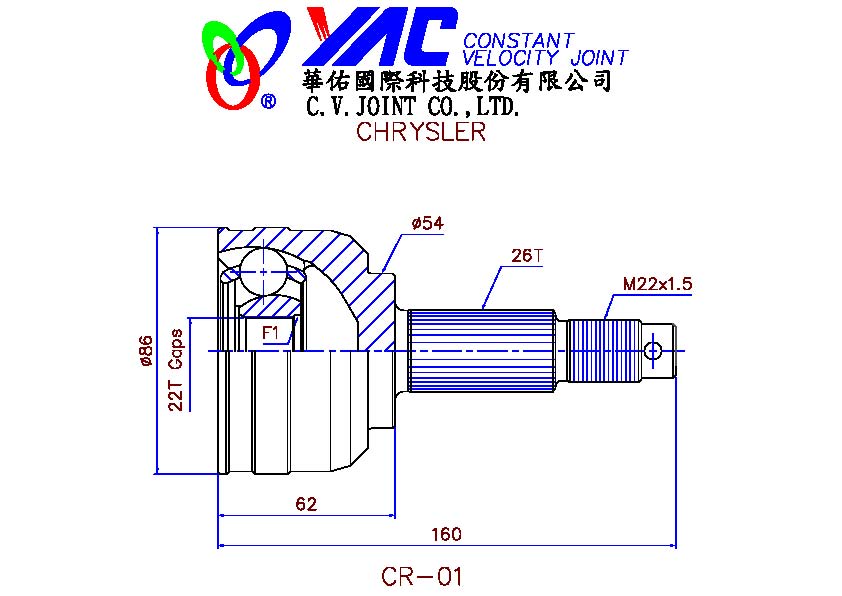 YAC CONSTANT
VELOCITY JOINT
®
華佑國際科技股份有限公司
C.V.JOINT CO.,LTD.
CHRYSLER
ø54
26T
M22x1.5
F1
ø86
22T Gaps
62
160
CR-01